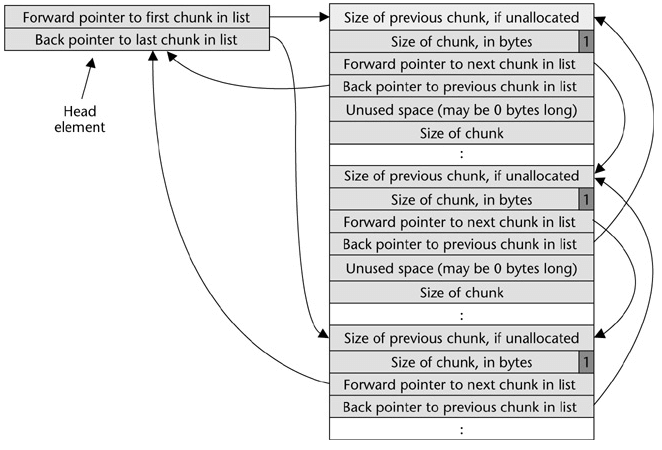 Forward pointer to first chunk in list
Back pointer to last chunk in list
Head
element
Size of previous chunk, if unallocated
Size of chunk, in bytes 1
Forward pointer to next chunk in list
Back pointer to previous chunk in list
Unused space (may be 0 bytes long)
Size of chunk
:
Size of previous chunk, if unallocated
Size of chunk, in bytes 1
Forward pointer to next chunk in list
Back pointer to previous chunk in list
Unused space (may be 0 bytes long)
Size of chunk
:
Size of previous chunk, if unallocated
Size of chunk, in bytes 1
Forward pointer to next chunk in list
Back pointer to previous chunk in list
: